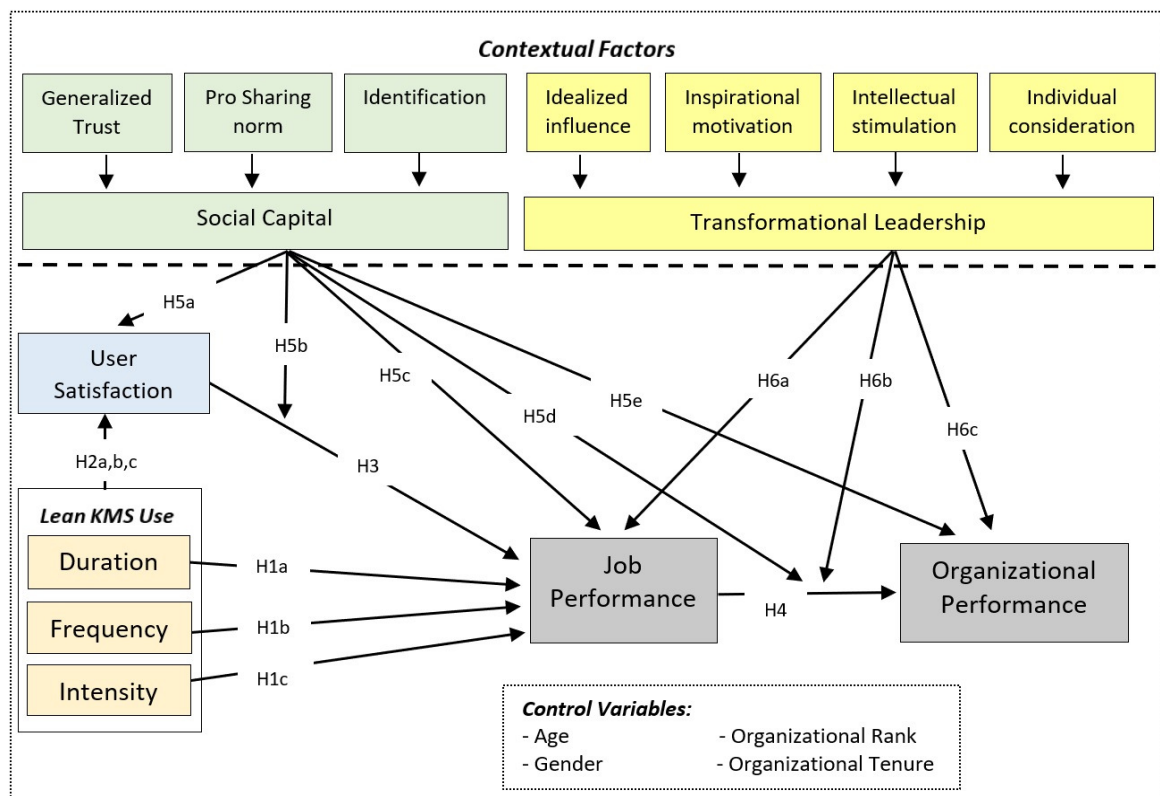 Contextual Factors
Generalized
Trust
Pro Sharing
norm
Identification
Idealized
influence
Inspirational
motivation
Intellectual
stimulation
Individual
consideration
Social Capital
Transformational Leadership
H5a
H5b
H5c
H5d
H5e
H6a
H6b
H6c
User
Satisfaction
H2a,b,c
H3
Lean KMS Use
Duration
Frequency
Intensity
H1a
H1b
H1c
Job
Performance
H4
Organizational
Performance
Control Variables:
- Age
- Organizational Rank
- Gender
- Organizational Tenure